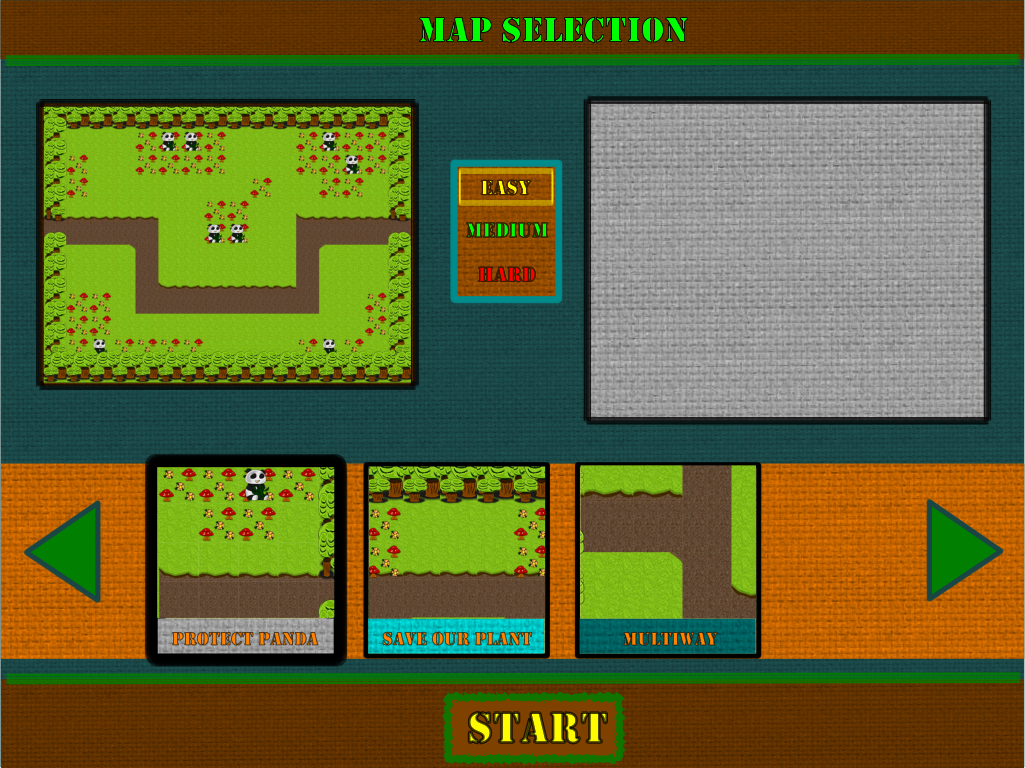 MAP SELECTION
EASY
MEDIUM
HARD
PROTECT PANDA
SAVE OUR PLANT
MULTIWAY
START